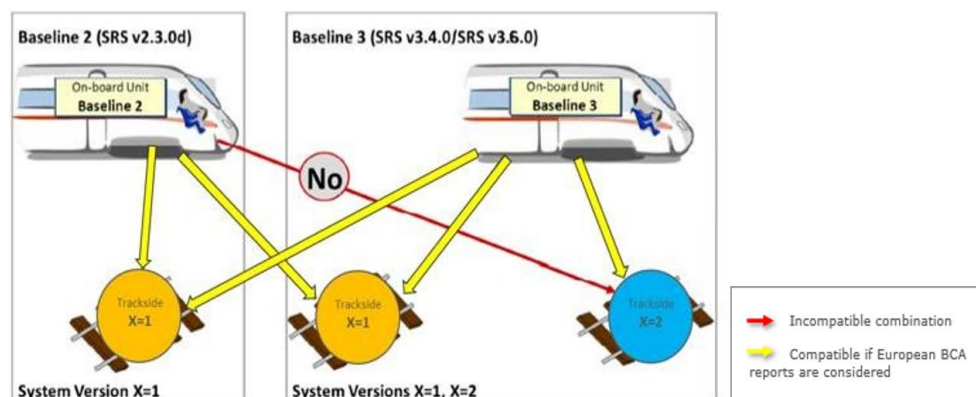 Baseline 2 (SRS v2.3.0d)
On-board Unit
Baseline 2
Baseline 3 (SRS v3.4.0/SRS v3.6.0)
On-board Unit
Baseline 3
No
Trackside
X=1
Trackside
X=1
Trackside
X=2
System Version X=1
System Versions X=1, X=2
Incompatible combination
Compatible if European BCA
reports are considered